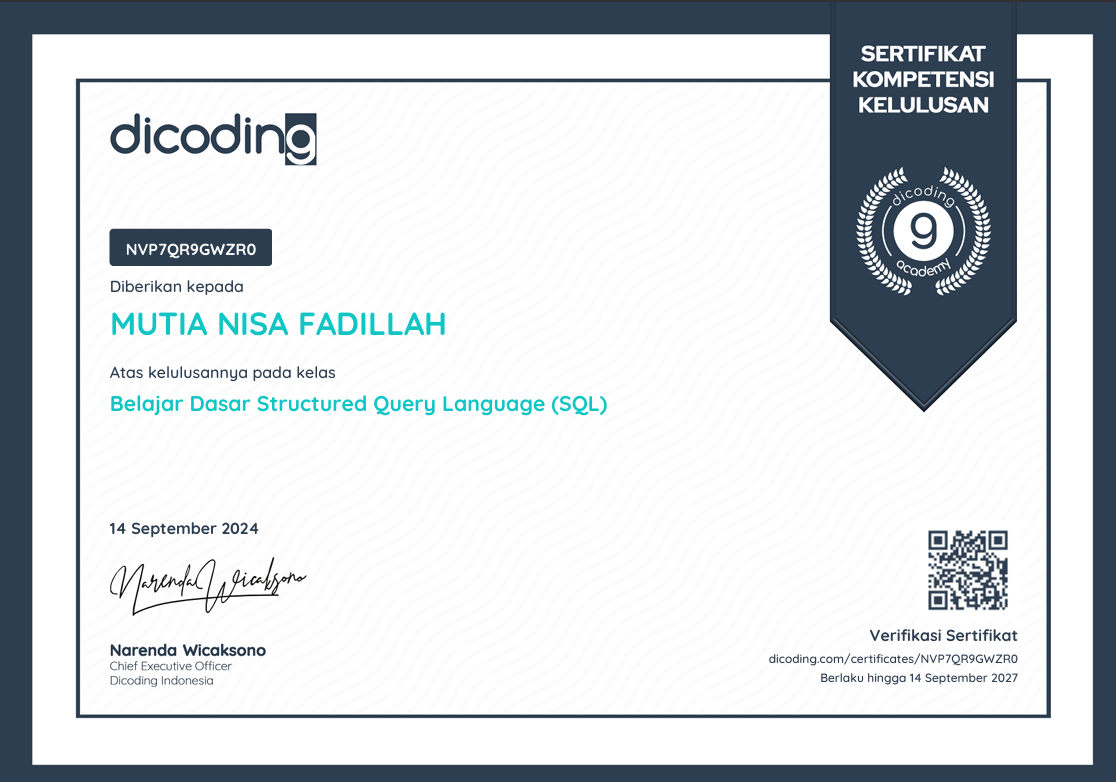 SERTIFIKAT
KOMPETENSI
KELULUSAN
dicoding
dicoding
9
academy
NVP7QR9GWZR0
Diberikan kepada
MUTIA NISA FADILLAH
Atas kelulusannya pada kelas
Belajar Dasar Structured Query Language (SQL)
14 September 2024
Narenda Wicaksono
Narenda Wicaksono
Chief Executive Officer
Dicoding Indonesia
Verifikasi Sertifikat
dicoding.com/certificates/NVP7QR9GWZR0
Berlaku hingga 14 September 2027